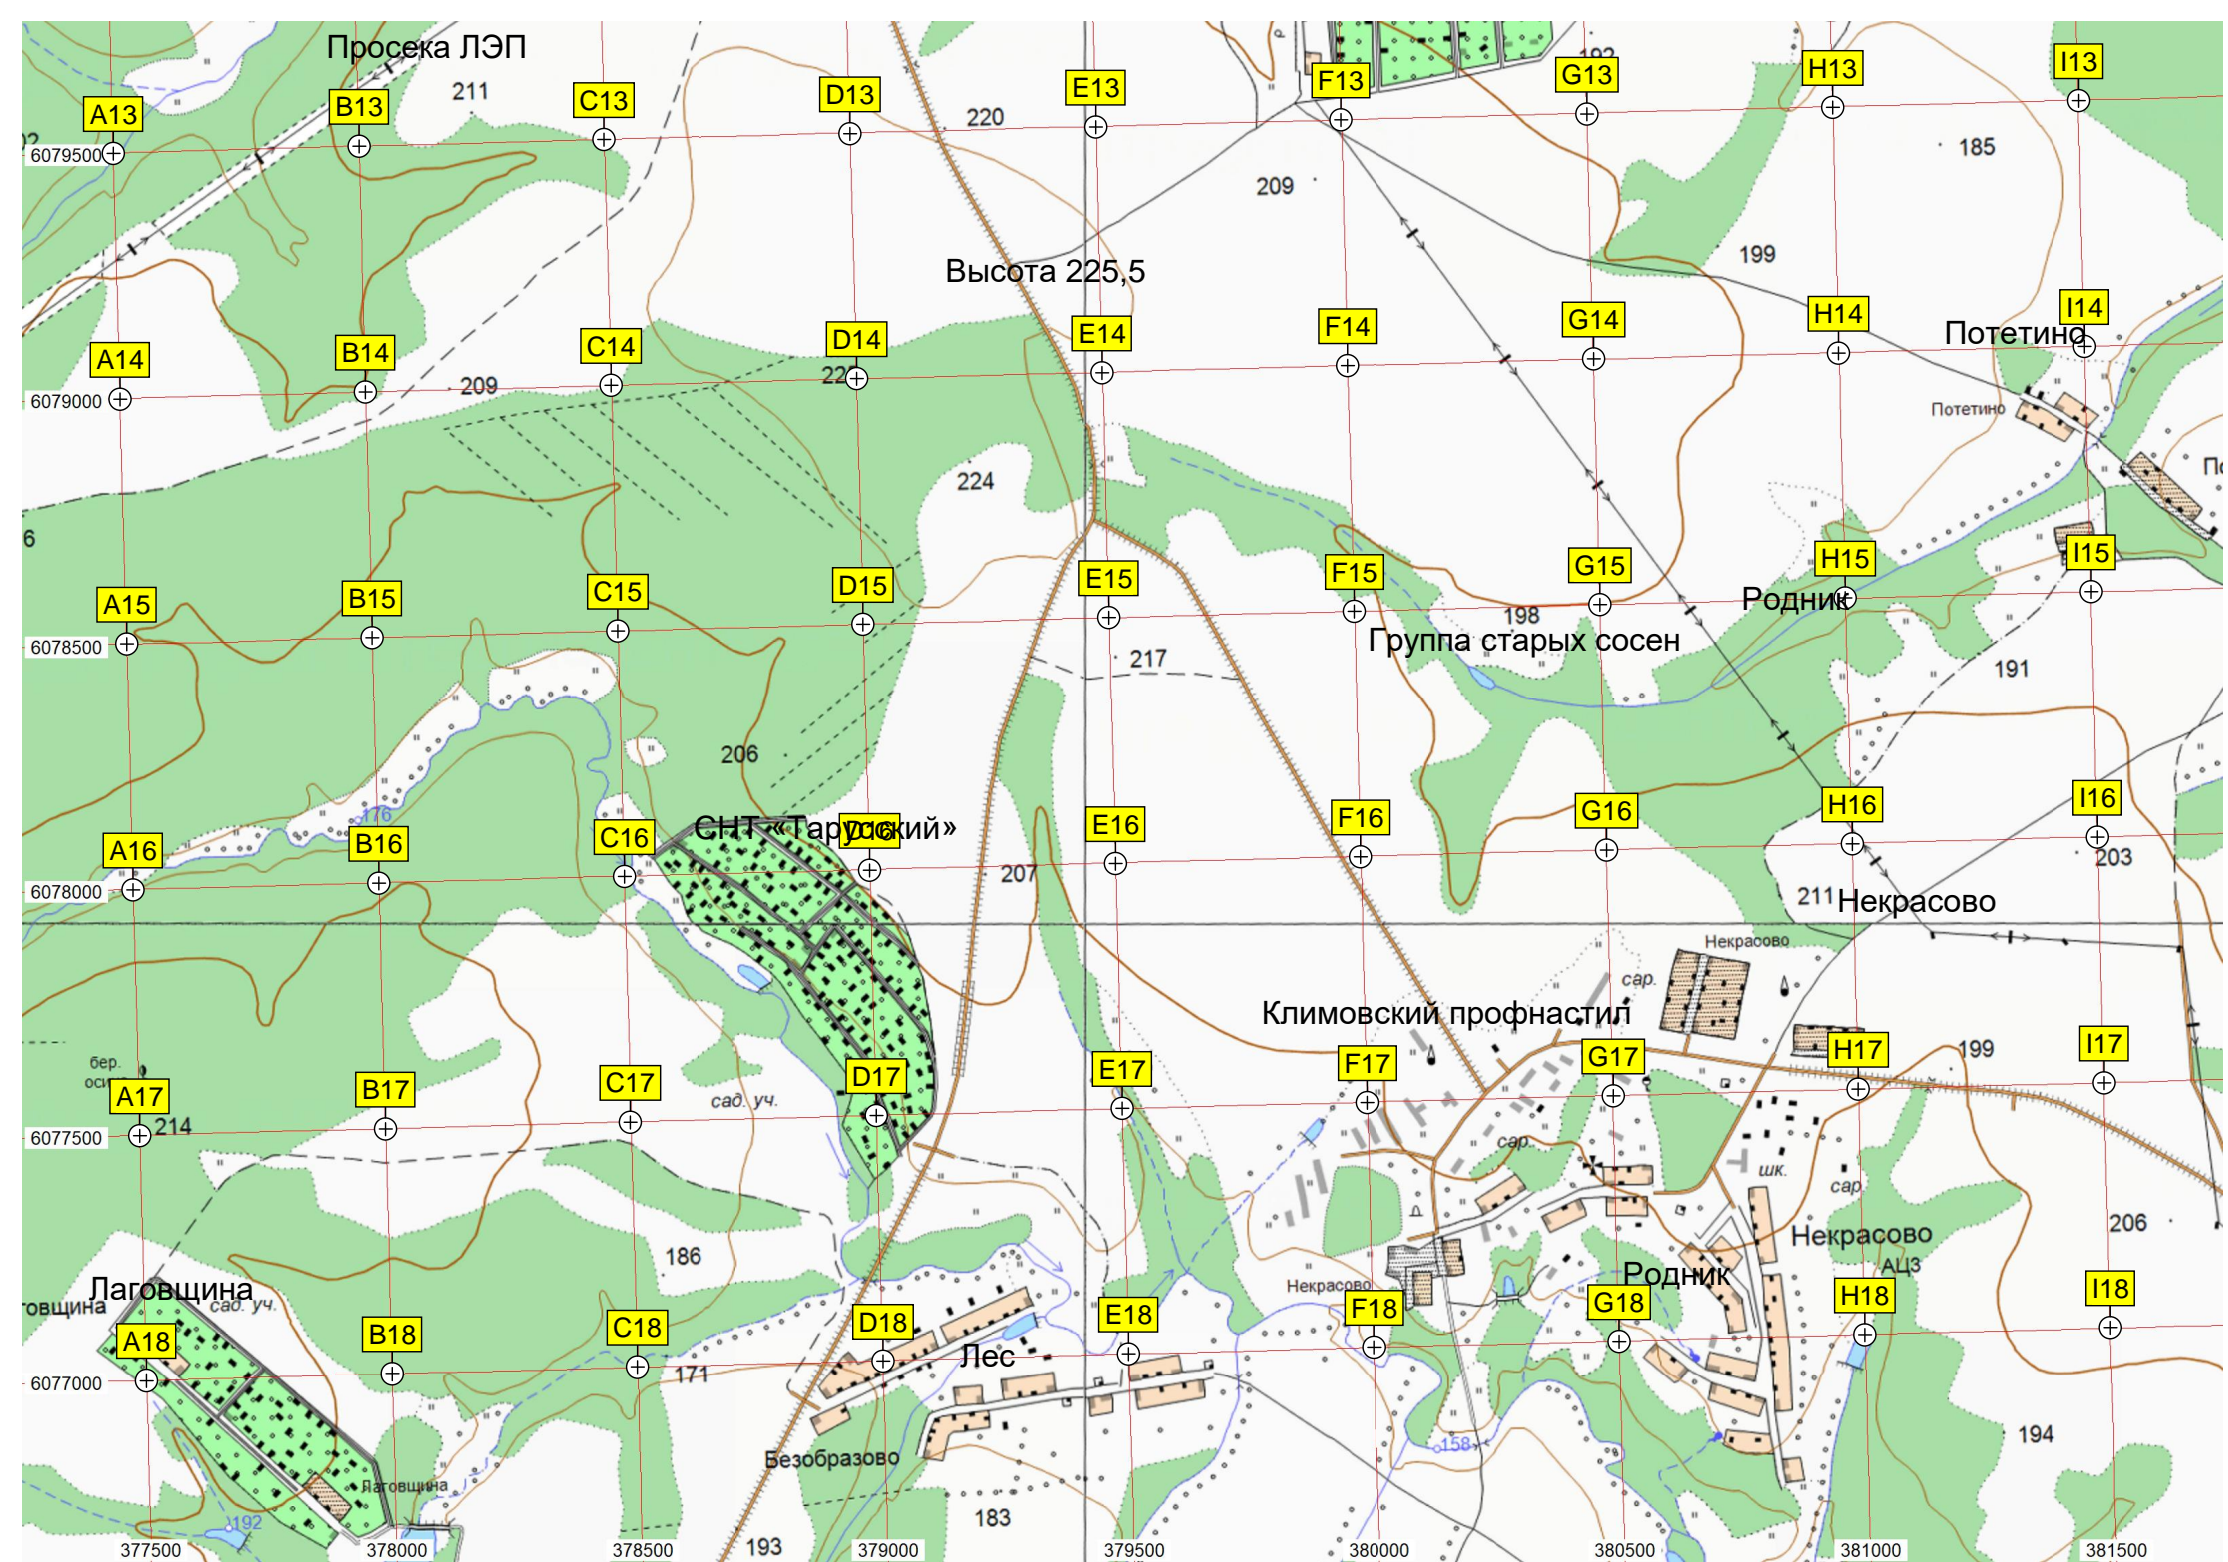 Просека ЛЭП
211
192
A13
B13
C13
D13
E13
F13
G13
H13
I13
220
209
185
6079500
199
Высота 225,5
A14
B14
C14
D14
E14
F14
G14
H14
I14
Потетино
6079000
209
Потетино
224
A15
B15
C15
D15
E15
F15
G15
H15
I15
Родник
6078500
198
Группа старых сосен
217
191
206
176
A16
B16
C16
СНТ «Тарусский»
D16
E16
F16
G16
H16
I16
6078000
207
203
211
Некрасово
Некрасово
сар.
Климовский профнастил
бер.
A17
B17
C17
D17
E17
F17
G17
H17
I17
199
сад. уч.
6077500
214
сар.
шк.
сар
206
186
Некрасово
АЦЗ
Лаговщина
сад. уч.
Некрасово
Родник
A18
B18
C18
D18
E18
F18
G18
H18
I18
6077000
171
Лес
Безобразово
158
194
Лаговщина
192
193
183
377500
378000
378500
379000
379500
380000
380500
381000
381500